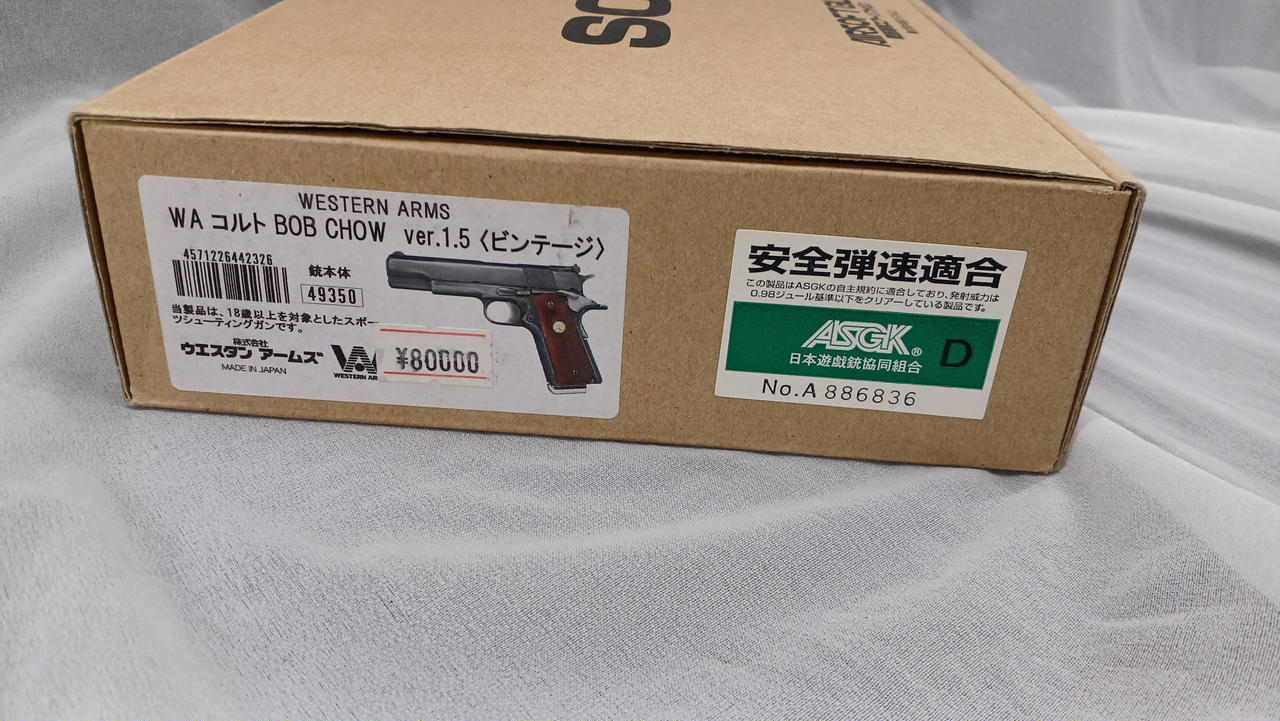 WESTERN ARMS
WA コルト BOB CHOW ver.1.5〈ビンテージ〉
4571226442326
銃本体
49350
当製品は、18歳以上を対象としたスポー
ツシューティングガンです。
株式会社
ウエスタン アームズ
MADE IN JAPAN
WA
WESTERN AR
¥80000
安全弾速適合
この製品はASGKの自主規約に適合しており、発射威力は
0.98ジュール基準以下をクリアーしている製品です。
ASGK®
D
日本遊戯銃協同組合
No.A 886836